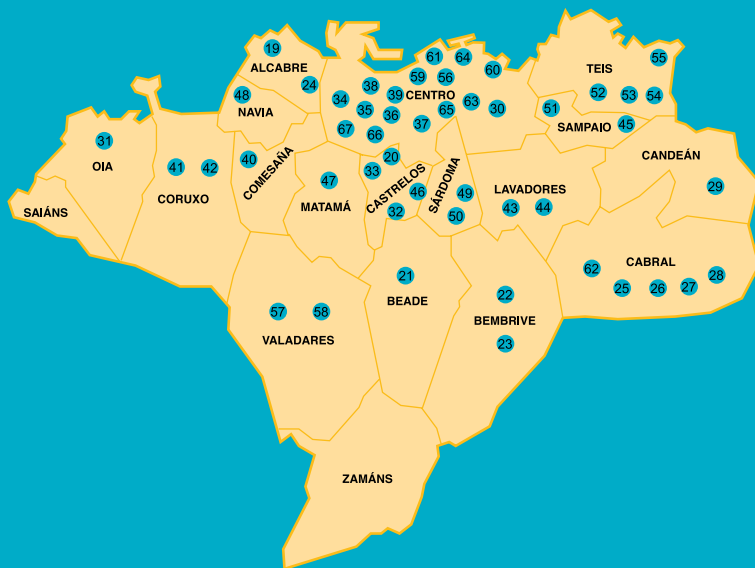 19
ALCABRE
24
48
NAVIA
61
64
59
56
60
38
39
CENTRO
34
35
36
65
63
30
67
66
37
TEIS
55
52
53
54
51
SAMPAIO
45
31
OIA
41
42
CORUXO
SAIÁNS
40
COMESAÑA
47
MATAMÁ
20
33
CASTRELOS
46
32
SÁRDOMA
49
50
LAVADORES
43
44
CANDEÁN
29
CABRAL
62
25
26
27
28
21
BEADE
22
BEMBRIVE
23
57
58
VALADARES
ZAMÁNS